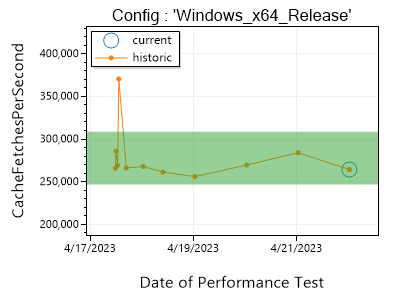 Config : 'Windows_x64_Release'
current
historic
CacheFetchesPerSecond
400,000
350,000
300,000
250,000
200,000
4/17/2023
4/19/2023
4/21/2023
Date of Performance Test